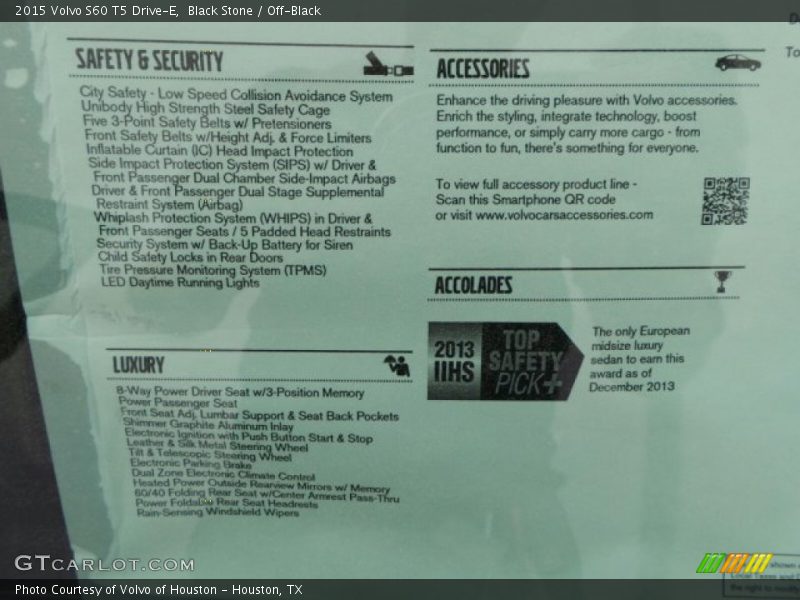 2015 Volvo S60 T5 Drive-E, Black Stone / Off-Black
SAFETY & SECURITY
City Safety - Low Speed Collision Avoidance System
Unibody High Strength Steel Safety Cage
Five 3-Point Safety Belts w/ Pretensioners
Front Safety Belts w/Height Adj. & Force Limiters
Inflatable Curtain (IC) Head Impact Protection
Side Impact Protection System (SIPS) w/ Driver &
Front Passenger Dual Chamber Side-Impact Airbags
Driver & Front Passenger Dual Stage Supplemental
Restraint System (Airbag)
Whiplash Protection System (WHIPS) in Driver &
Front Passenger Seats / 5 Padded Head Restraints
Security System w/ Back-Up Battery for Siren
Child Safety Locks in Rear Doors
Tire Pressure Monitoring System (TPMS)
LED Daytime Running Lights
LUXURY
8-Way Power Driver Seat w/3-Position Memory
Power Passenger Seat
Front Seat Adj. Lumbar Support & Seat Back Pockets
Shimmer Graphite Aluminum Inlay
Electronic Ignition with Push Button Start & Stop
Leather & Silk Metal Steering Wheel
Tilt & Telescopic Steering Wheel
Electronic Parking Brake
Dual Zone Electronic Climate Control
Heated Power Outside Rearview Mirrors w/ Memory
60/40 Folding Rear Seat w/Center Armrest Pass-Thru
Power Foldable Rear Seat Headrests
Rain-Sensing Windshield Wipers
ACCESSORIES
Enhance the driving pleasure with Volvo accessories.
Enrich the styling, integrate technology, boost
performance, or simply carry more cargo - from
function to fun, there's something for everyone.
To view full accessory product line -
Scan this Smartphone QR code
or visit www.volvocarsaccessories.com
ACCOLADES
2013
IIHS
TOP
SAFETY
PICK+
The only European
midsize luxury
sedan to earn this
award as of
December 2013
To
shown
Local Taxes and
the right to modify
GTCARLOT.COM
Photo Courtesy of Volvo of Houston - Houston, TX